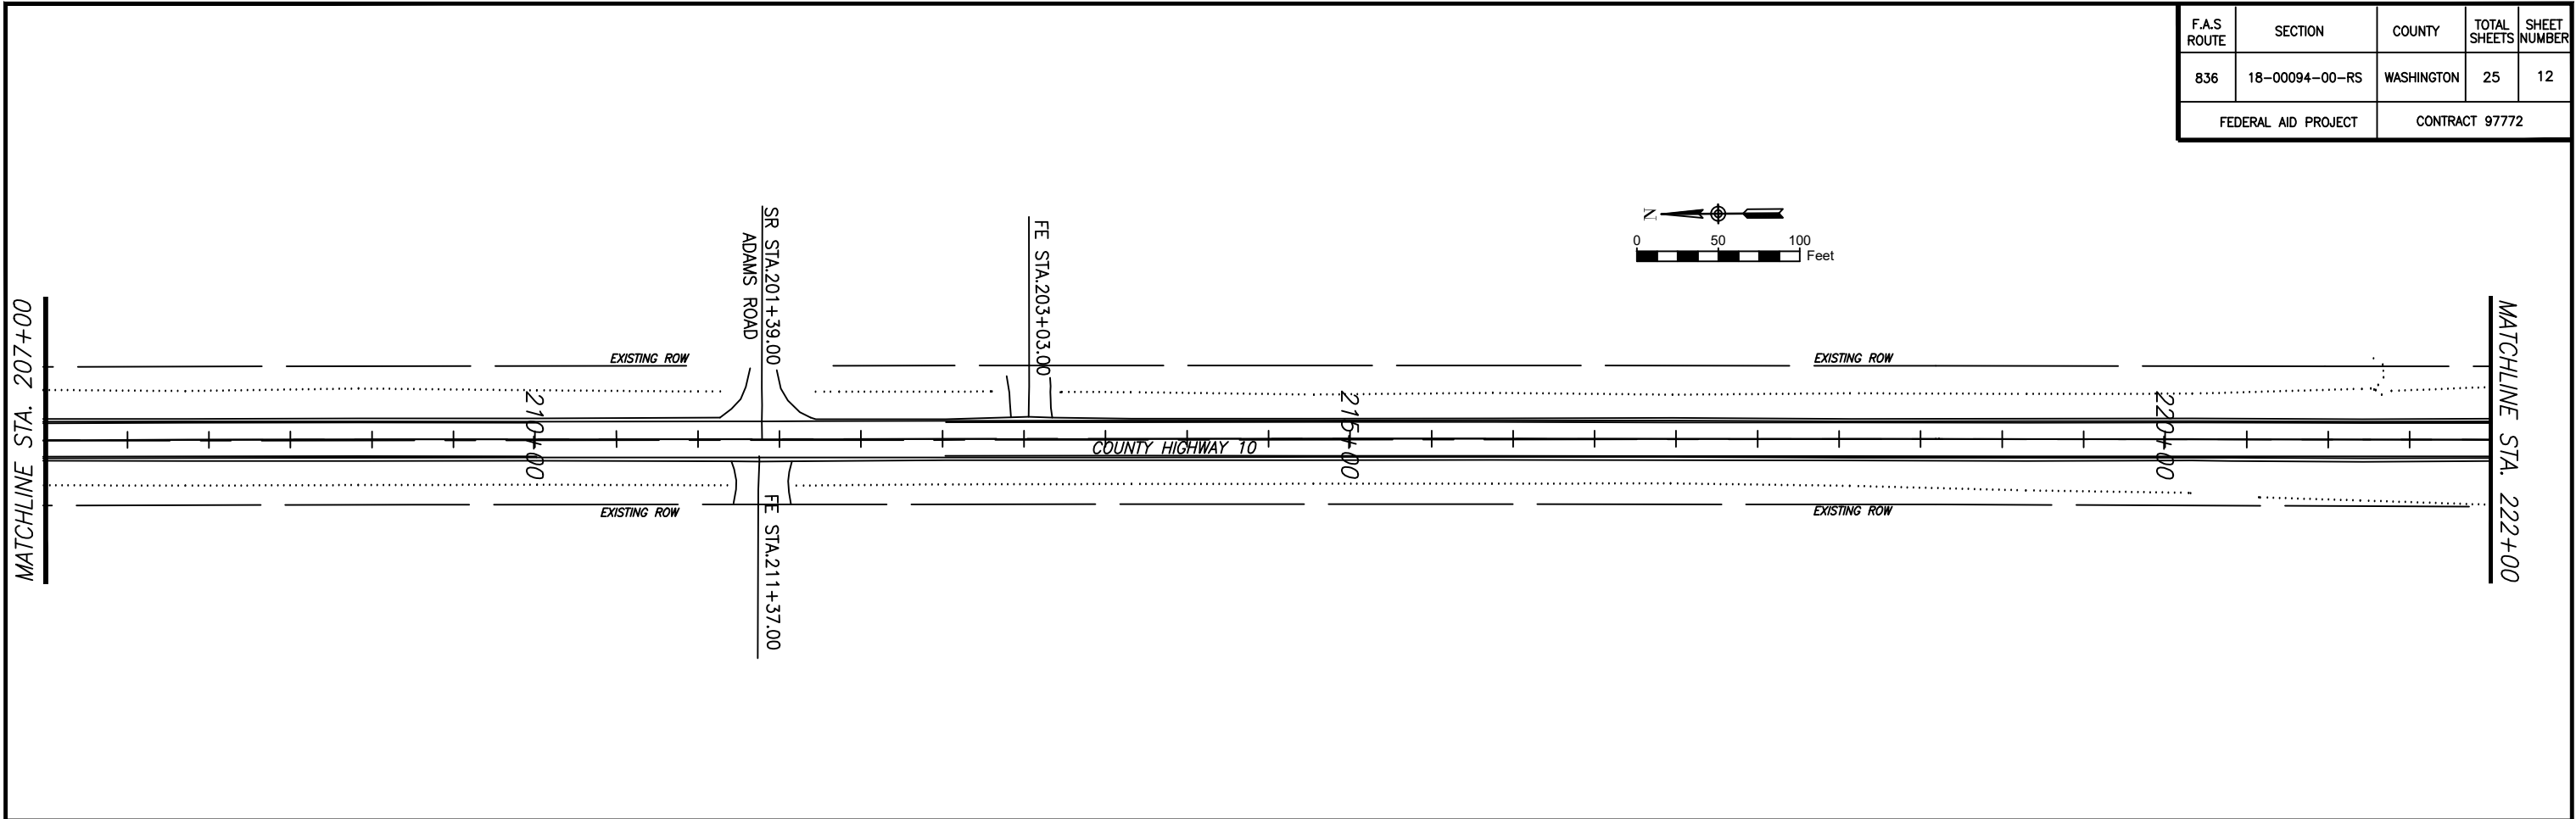 F.A.S ROUTE
SECTION
COUNTY
TOTAL SHEETS
SHEET NUMBER
836
18-00094-00-RS
WASHINGTON
25
12
FEDERAL AID PROJECT
CONTRACT 97772
N
0 50 100
Feet
MATCHLINE STA. 207+00
SR STA.201+39.00
ADAMS ROAD
FE STA.203+03.00
EXISTING ROW
EXISTING ROW
210+00
215+00
220+00
COUNTY HIGHWAY 10
EXISTING ROW
EXISTING ROW
FE STA.211+37.00
MATCHLINE STA. 222+00